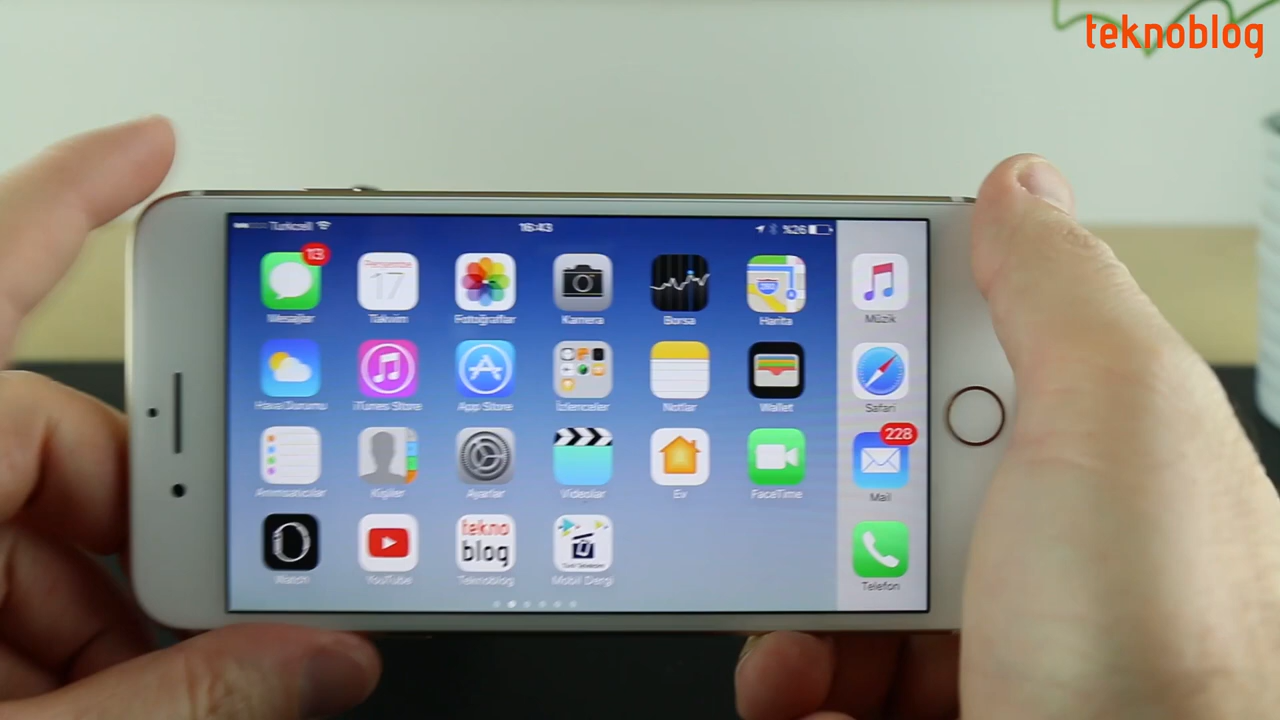 teknoblog
Turkcell
16:43
%26
13
Mesajlar
Perşembe
17
Takvim
Fotoğraflar
Kamera
Borsa
280
Harita
Müzik
Hava Durumu
iTunes Store
App Store
İzlenceler
Notlar
Wallet
Safari
Anımsatıcılar
Kişiler
Ayarlar
Videolar
Ev
FaceTime
228
Mail
Watch
YouTube
tekno
blog
Teknoblog
Mobil Dergi
Telefon